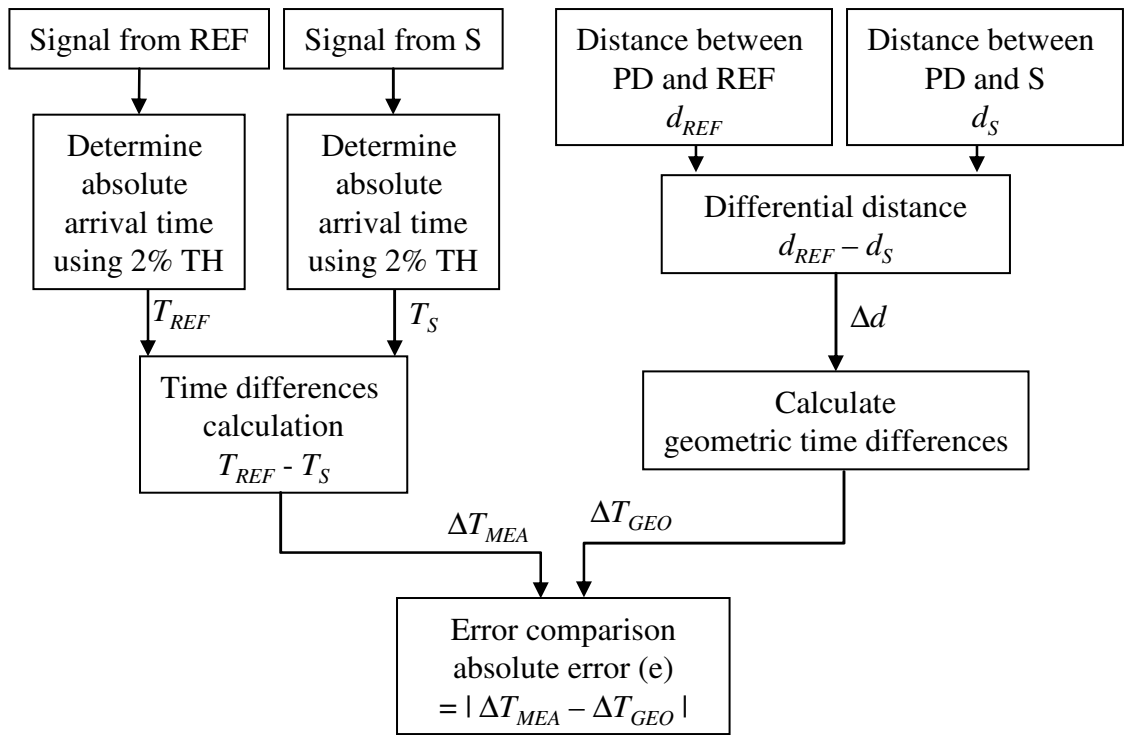 Signal from REF
Signal from S
Distance between
PD and REF
d_REF
Distance between
PD and S
d_S
Determine
absolute
arrival time
using 2% TH
Determine
absolute
arrival time
using 2% TH
Differential distance
d_REF – d_S
T_REF
T_S
Δd
Time differences
calculation
T_REF - T_S
Calculate
geometric time differences
ΔT_MEA
ΔT_GEO
Error comparison
absolute error (e)
= | ΔT_MEA – ΔT_GEO |